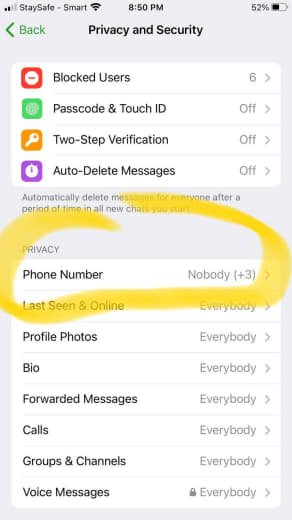 StaySafe - Smart 8:50 PM 52%
Back Privacy and Security
Blocked Users 6
Passcode & Touch ID Off
Two-Step Verification Off
Auto-Delete Messages Off
Automatically delete messages for everyone after a
period of time in all new chats you start.
PRIVACY
Phone Number Nobody (+3)
Last Seen & Online Everybody
Profile Photos Everybody
Bio Everybody
Forwarded Messages Everybody
Calls Everybody
Groups & Channels Everybody
Voice Messages Everybody